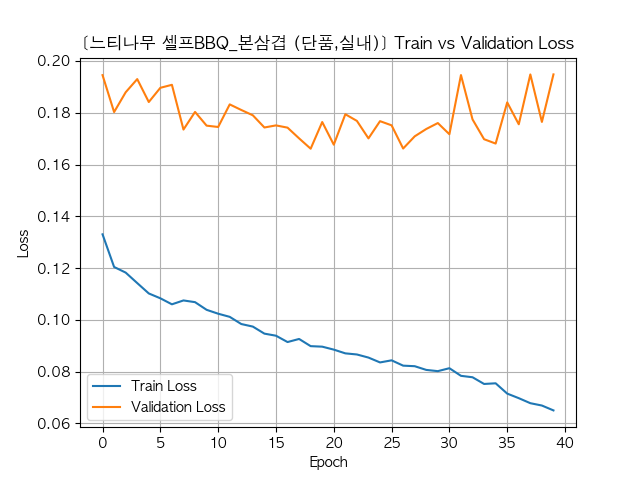 [느티나무 셀프BBQ_본삼겹 (단품,실내)] Train vs Validation Loss
0.20
0.18
0.16
0.14
0.12
0.10
0.08
0.06
Loss
Train Loss
Validation Loss
0 5 10 15 20 25 30 35 40
Epoch